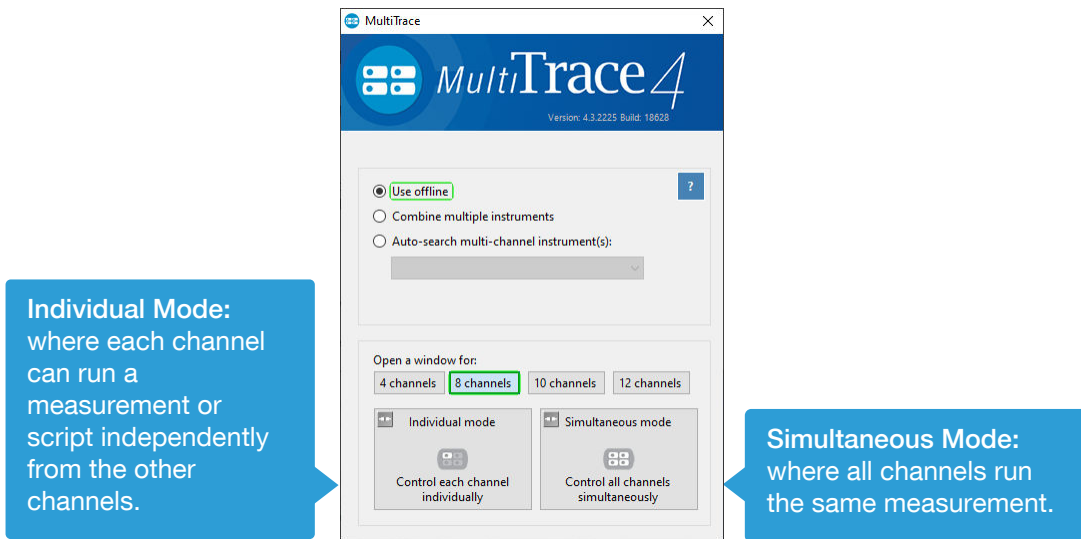 MultiTrace
MultiTrace 4
Version: 4.3.2225 Build: 18628
Use offline
?
Combine multiple instruments
Auto-search multi-channel instrument(s):
Individual Mode:
where each channel
can run a
measurement or
script independently
from the other
channels.
Open a window for:
4 channels 8 channels 10 channels 12 channels
Individual mode
Control each channel
individually
Simultaneous mode
Control all channels
simultaneously
Simultaneous Mode:
where all channels run
the same measurement.